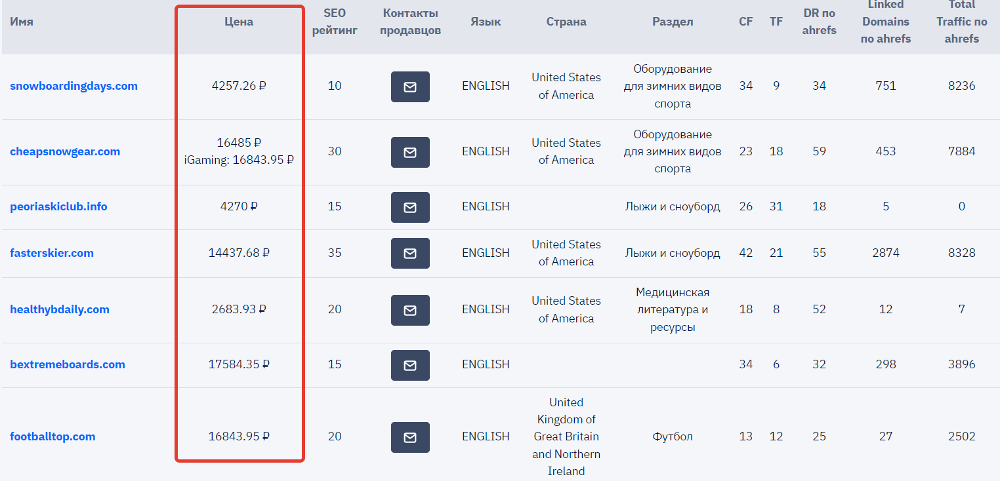 Имя Цена SEO рейтинг Контакты продавцов Язык Страна Раздел CF TF DR по ahrefs Linked Domains по ahrefs Total Traffic по ahrefs
snowboardingdays.com 4257.26 ₽ 10 ENGLISH United States of America Оборудование для зимних видов спорта 34 9 34 751 8236
cheapsnowgear.com 16485 ₽ iGaming: 16843.95 ₽ 30 ENGLISH United States of America Оборудование для зимних видов спорта 23 18 59 453 7884
peoriaskiclub.info 4270 ₽ 15 ENGLISH Лыжи и сноуборд 26 31 18 5 0
fasterskier.com 14437.68 ₽ 35 ENGLISH United States of America Лыжи и сноуборд 42 21 55 2874 8328
healthybdaily.com 2683.93 ₽ 20 ENGLISH United States of America Медицинская литература и ресурсы 18 8 52 12 7
bextremeboards.com 17584.35 ₽ 15 ENGLISH 34 6 32 298 3896
footballtop.com 16843.95 ₽ 20 ENGLISH United Kingdom of Great Britain and Northern Ireland Футбол 13 12 25 27 2502